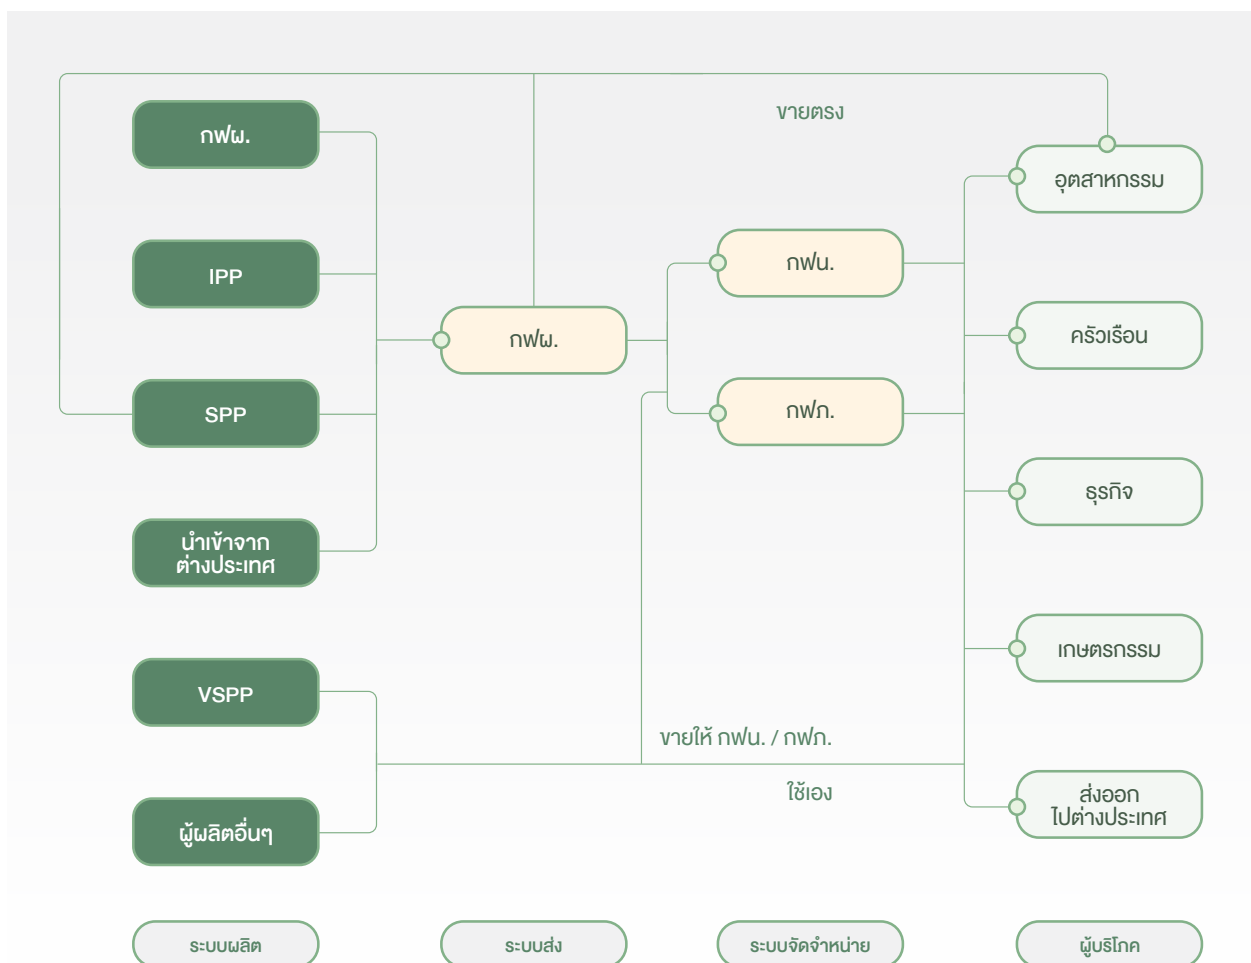 ขายตรง
กฟผ.
อุตสาหกรรม
IPP
กฟน.
กฟผ.
ครัวเรือน
SPP
กฟภ.
ธุรกิจ
นำเข้าจาก
ต่างประเทศ
เกษตรกรรม
VSPP
ขายให้ กฟน. / กฟภ.
ใช้เอง
ส่งออก
ไปต่างประเทศ
ผู้ผลิตอื่นๆ
ระบบผลิต
ระบบส่ง
ระบบจัดจำหน่าย
ผู้บริโภค